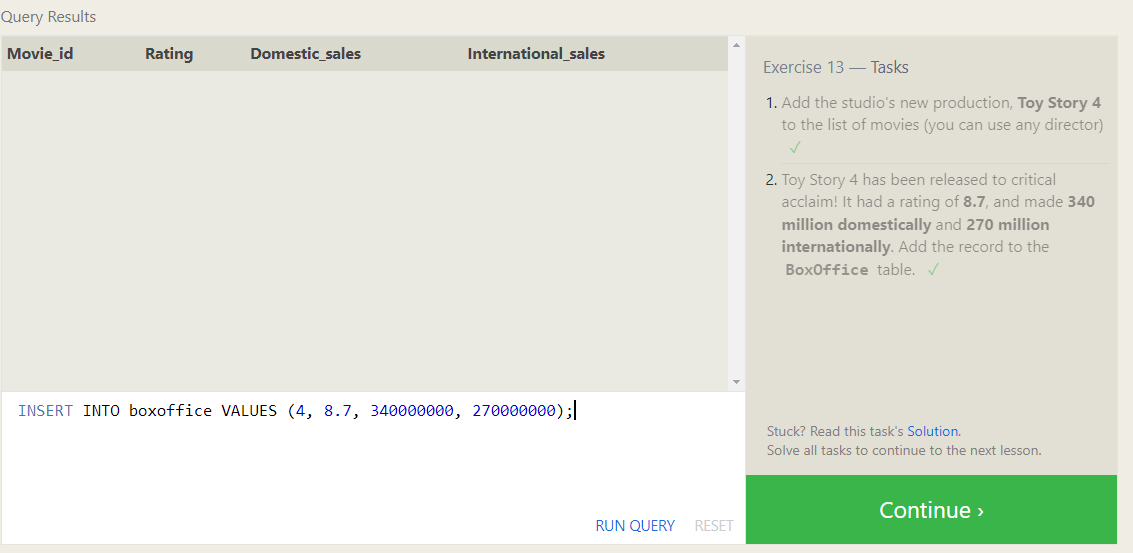 Query Results
Movie_id Rating Domestic_sales International_sales
Exercise 13 — Tasks
1. Add the studio's new production, Toy Story 4
to the list of movies (you can use any director)
✓
2. Toy Story 4 has been released to critical
acclaim! It had a rating of 8.7, and made 340
million domestically and 270 million
internationally. Add the record to the
BoxOffice table. ✓
INSERT INTO boxoffice VALUES (4, 8.7, 340000000, 270000000);
Stuck? Read this task's Solution.
Solve all tasks to continue to the next lesson.
RUN QUERY RESET
Continue ›